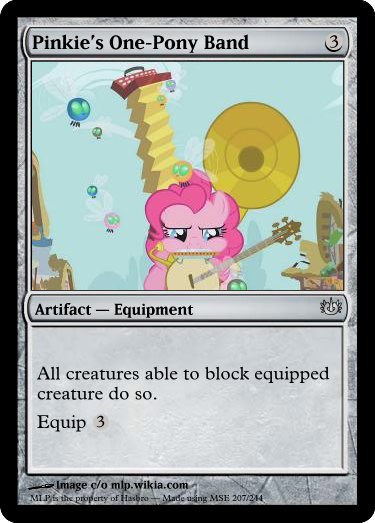 Pinkie's One-Pony Band 3
Artifact — Equipment
All creatures able to block equipped
creature do so.
Equip 3
Image c/o mlp.wikia.com
MLP is the property of Hasbro — Made using MSE 207/244